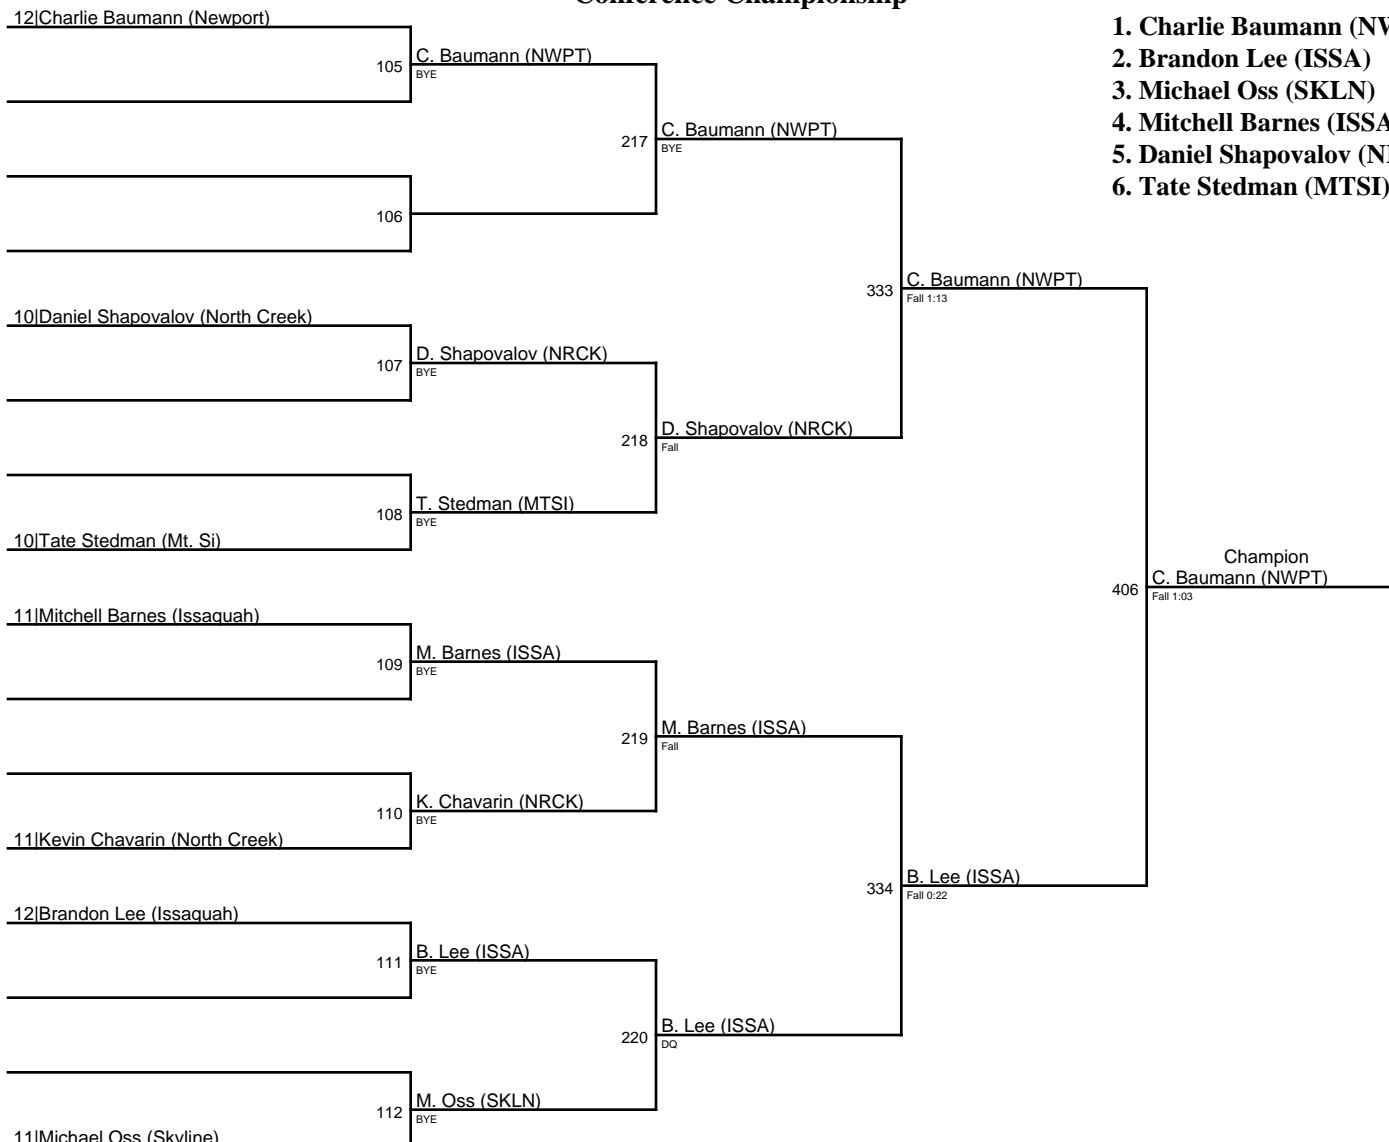 Conference Championship
12|Charlie Baumann (Newport)
105
C. Baumann (NWPT)
BYE
217
C. Baumann (NWPT)
BYE
106
10|Daniel Shapovalov (North Creek)
107
D. Shapovalov (NRCK)
BYE
218
D. Shapovalov (NRCK)
Fall
108
T. Stedman (MTSI)
BYE
10|Tate Stedman (Mt. Si)
333
C. Baumann (NWPT)
Fall 1:13
11|Mitchell Barnes (Issaquah)
109
M. Barnes (ISSA)
BYE
219
M. Barnes (ISSA)
Fall
110
K. Chavarin (NRCK)
BYE
11|Kevin Chavarin (North Creek)
12|Brandon Lee (Issaquah)
111
B. Lee (ISSA)
BYE
220
B. Lee (ISSA)
DQ
112
M. Oss (SKLN)
BYE
11|Michael Oss (Skyline)
334
B. Lee (ISSA)
Fall 0:22
406
Champion
C. Baumann (NWPT)
Fall 1:03
1. Charlie Baumann (NW
2. Brandon Lee (ISSA)
3. Michael Oss (SKLN)
4. Mitchell Barnes (ISSA
5. Daniel Shapovalov (N
6. Tate Stedman (MTSI)